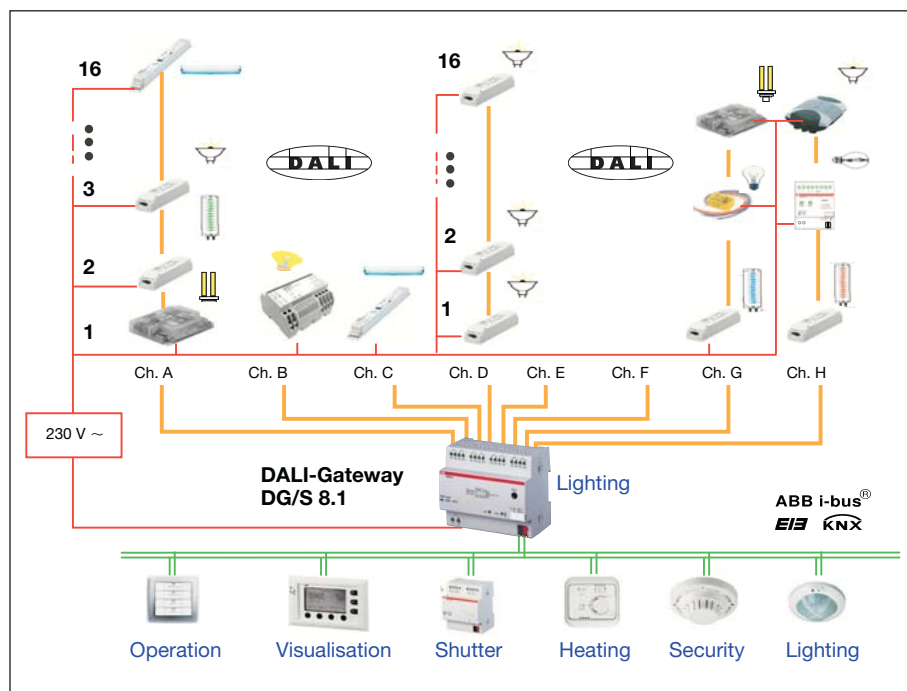 16
3
2
1
DALI
16
2
1
DALI
Ch. A
Ch. B
Ch. C
Ch. D
Ch. E
Ch. F
Ch. G
Ch. H
230 V ~
DALI-Gateway
DG/S 8.1
Lighting
ABB i-bus®
EIB KNX
Operation
Visualisation
Shutter
Heating
Security
Lighting